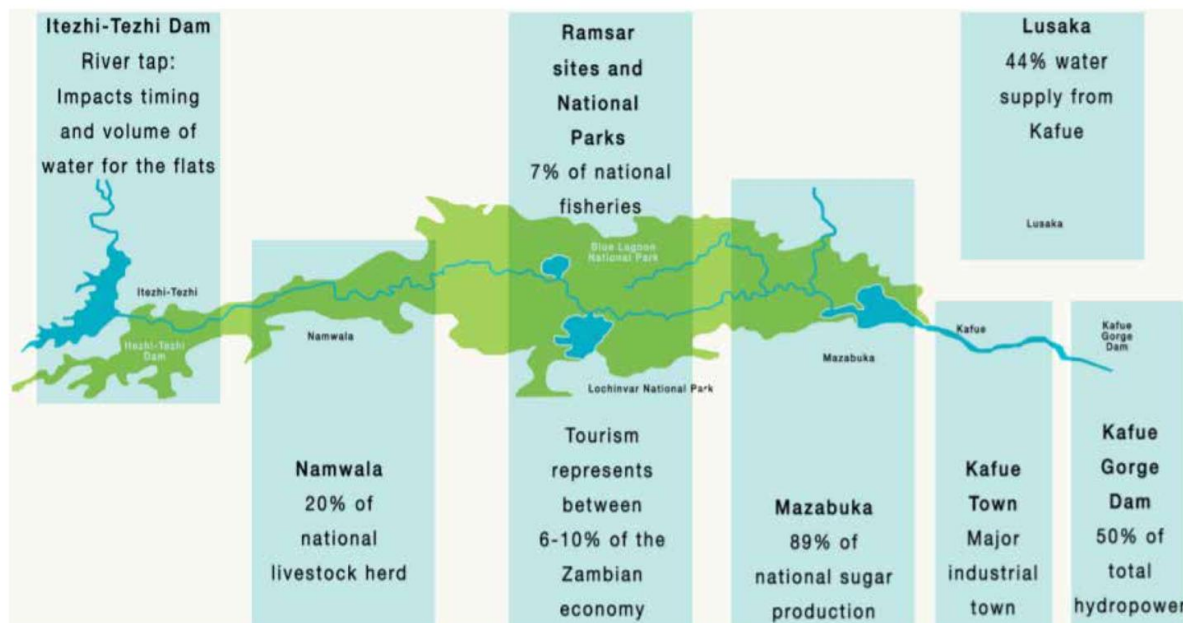 Itezhi-Tezhi Dam
River tap:
Impacts timing
and volume of
water for the flats
Ramsar
sites and
National
Parks
7% of national
fisheries
Lusaka
44% water
supply from
Kafue
Lusaka
Blue Lagoon
National Park
Itezhi-Tezhi
Itezhi-Tezhi
Dam
Namwala
Lochinvar National Park
Mazabuka
Kafue
Kafue
Gorge
Dam
Namwala
20% of
national
livestock herd
Tourism
represents
between
6-10% of the
Zambian
economy
Mazabuka
89% of
national sugar
production
Kafue
Town
Major
industrial
town
Kafue
Gorge
Dam
50% of
total
hydropower